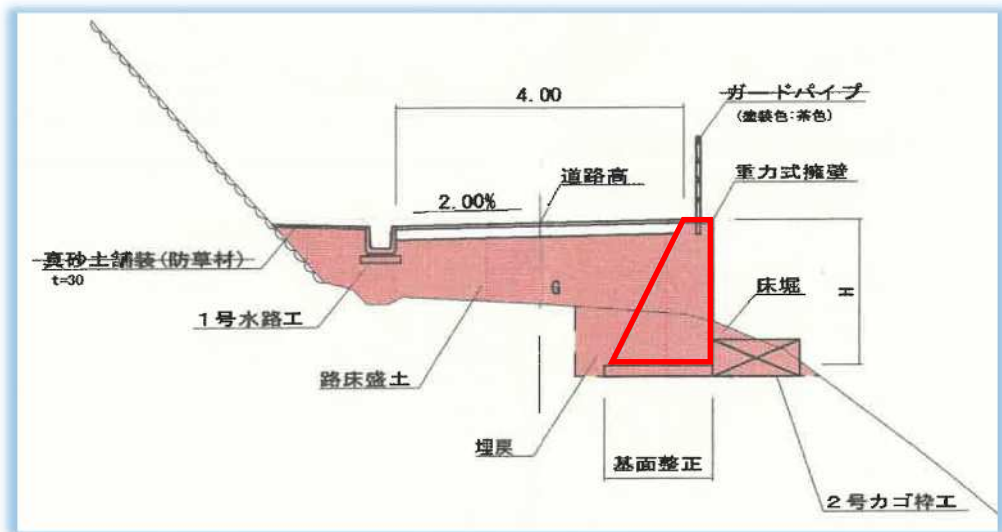 4.00
ガードパイプ
(塗装色:茶色)
道路高
重力式擁壁
2.00%
真砂土舗装(防草材)
t=30
G
床堀
H
1号水路工
路床盛土
埋戻
基面整正
2号カゴ枠工